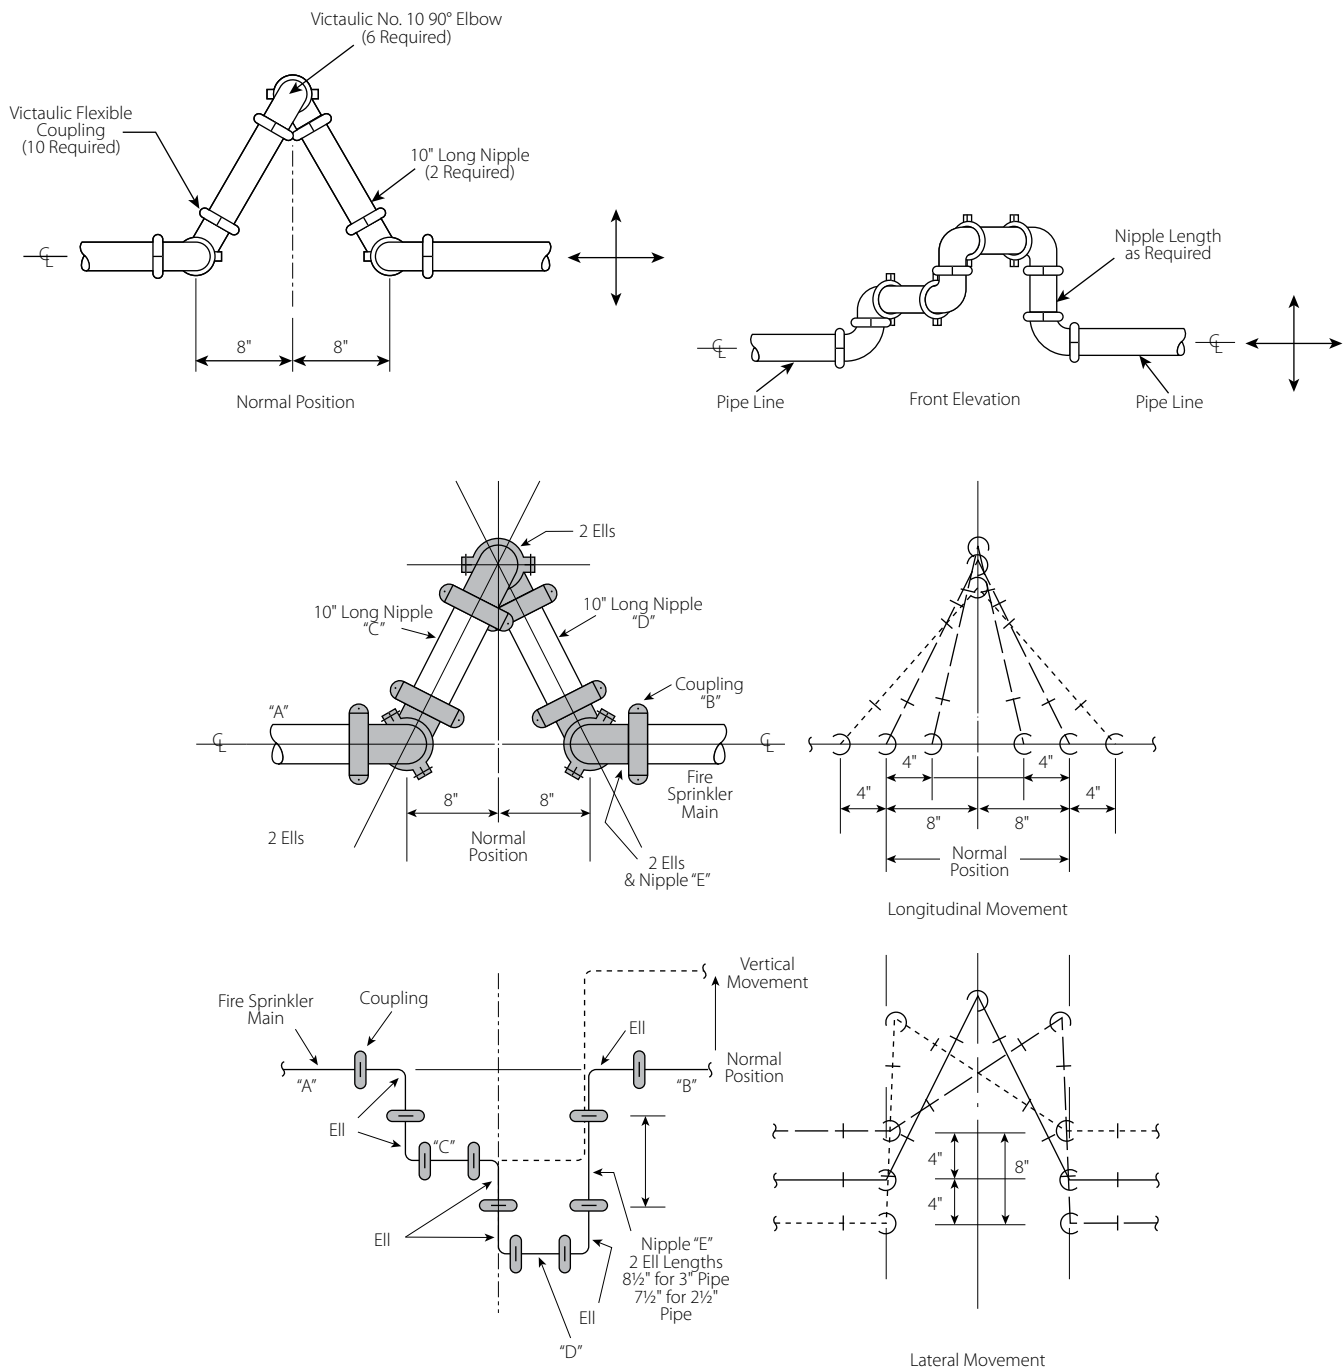 Victaulic No. 10 90° Elbow
(6 Required)
Victaulic Flexible
Coupling
(10 Required)
10" Long Nipple
(2 Required)
℄
8"
8"
Normal Position
Nipple Length
as Required
℄
℄
Pipe Line
Front Elevation
Pipe Line
2 Ells
10" Long Nipple
"C"
10" Long Nipple
"D"
Coupling
"B"
"A"
℄
℄
Fire
Sprinkler
Main
8"
8"
2 Ells
Normal
Position
2 Ells
& Nipple "E"
4"
4"
4"
4"
8"
8"
Normal
Position
Longitudinal Movement
Vertical
Movement
Fire Sprinkler
Main
Coupling
Ell
Normal
Position
"A"
"B"
Ell
"C"
Ell
Nipple "E"
2 Ell Lengths
8½" for 3" Pipe
7½" for 2½"
Pipe
Ell
"D"
4"
8"
4"
Lateral Movement